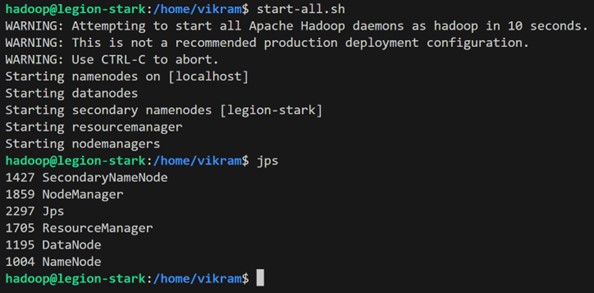 hadoop@legion-stark:/home/vikram$ start-all.sh
WARNING: Attempting to start all Apache Hadoop daemons as hadoop in 10 seconds.
WARNING: This is not a recommended production deployment configuration.
WARNING: Use CTRL-C to abort.
Starting namenodes on [localhost]
Starting datanodes
Starting secondary namenodes [legion-stark]
Starting resourcemanager
Starting nodemanagers
hadoop@legion-stark:/home/vikram$ jps
1427 SecondaryNameNode
1859 NodeManager
2297 Jps
1705 ResourceManager
1195 DataNode
1004 NameNode
hadoop@legion-stark:/home/vikram$